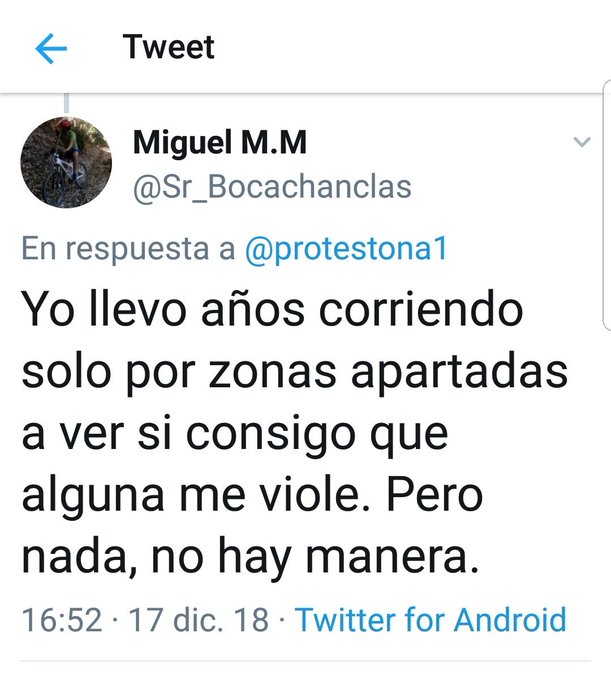 Tweet
Miguel M.M
@Sr_Bocachanclas
En respuesta a @protestona1
Yo llevo años corriendo
solo por zonas apartadas
a ver si consigo que
alguna me viole. Pero
nada, no hay manera.
16:52 · 17 dic. 18 · Twitter for Android